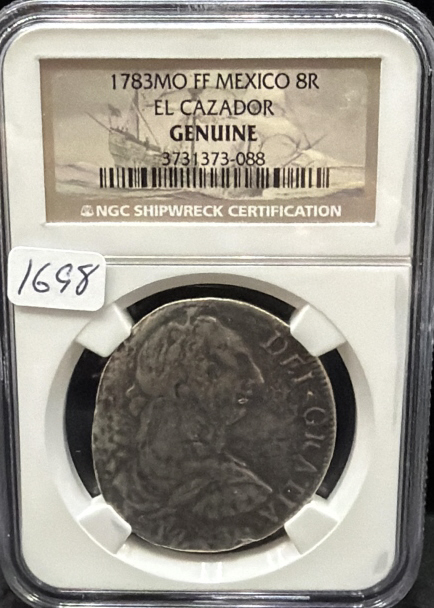 1783MO FF MEXICO 8R
EL CAZADOR
GENUINE
3731373-088
NGC SHIPWRECK CERTIFICATION
1698
DEI·GRATIA